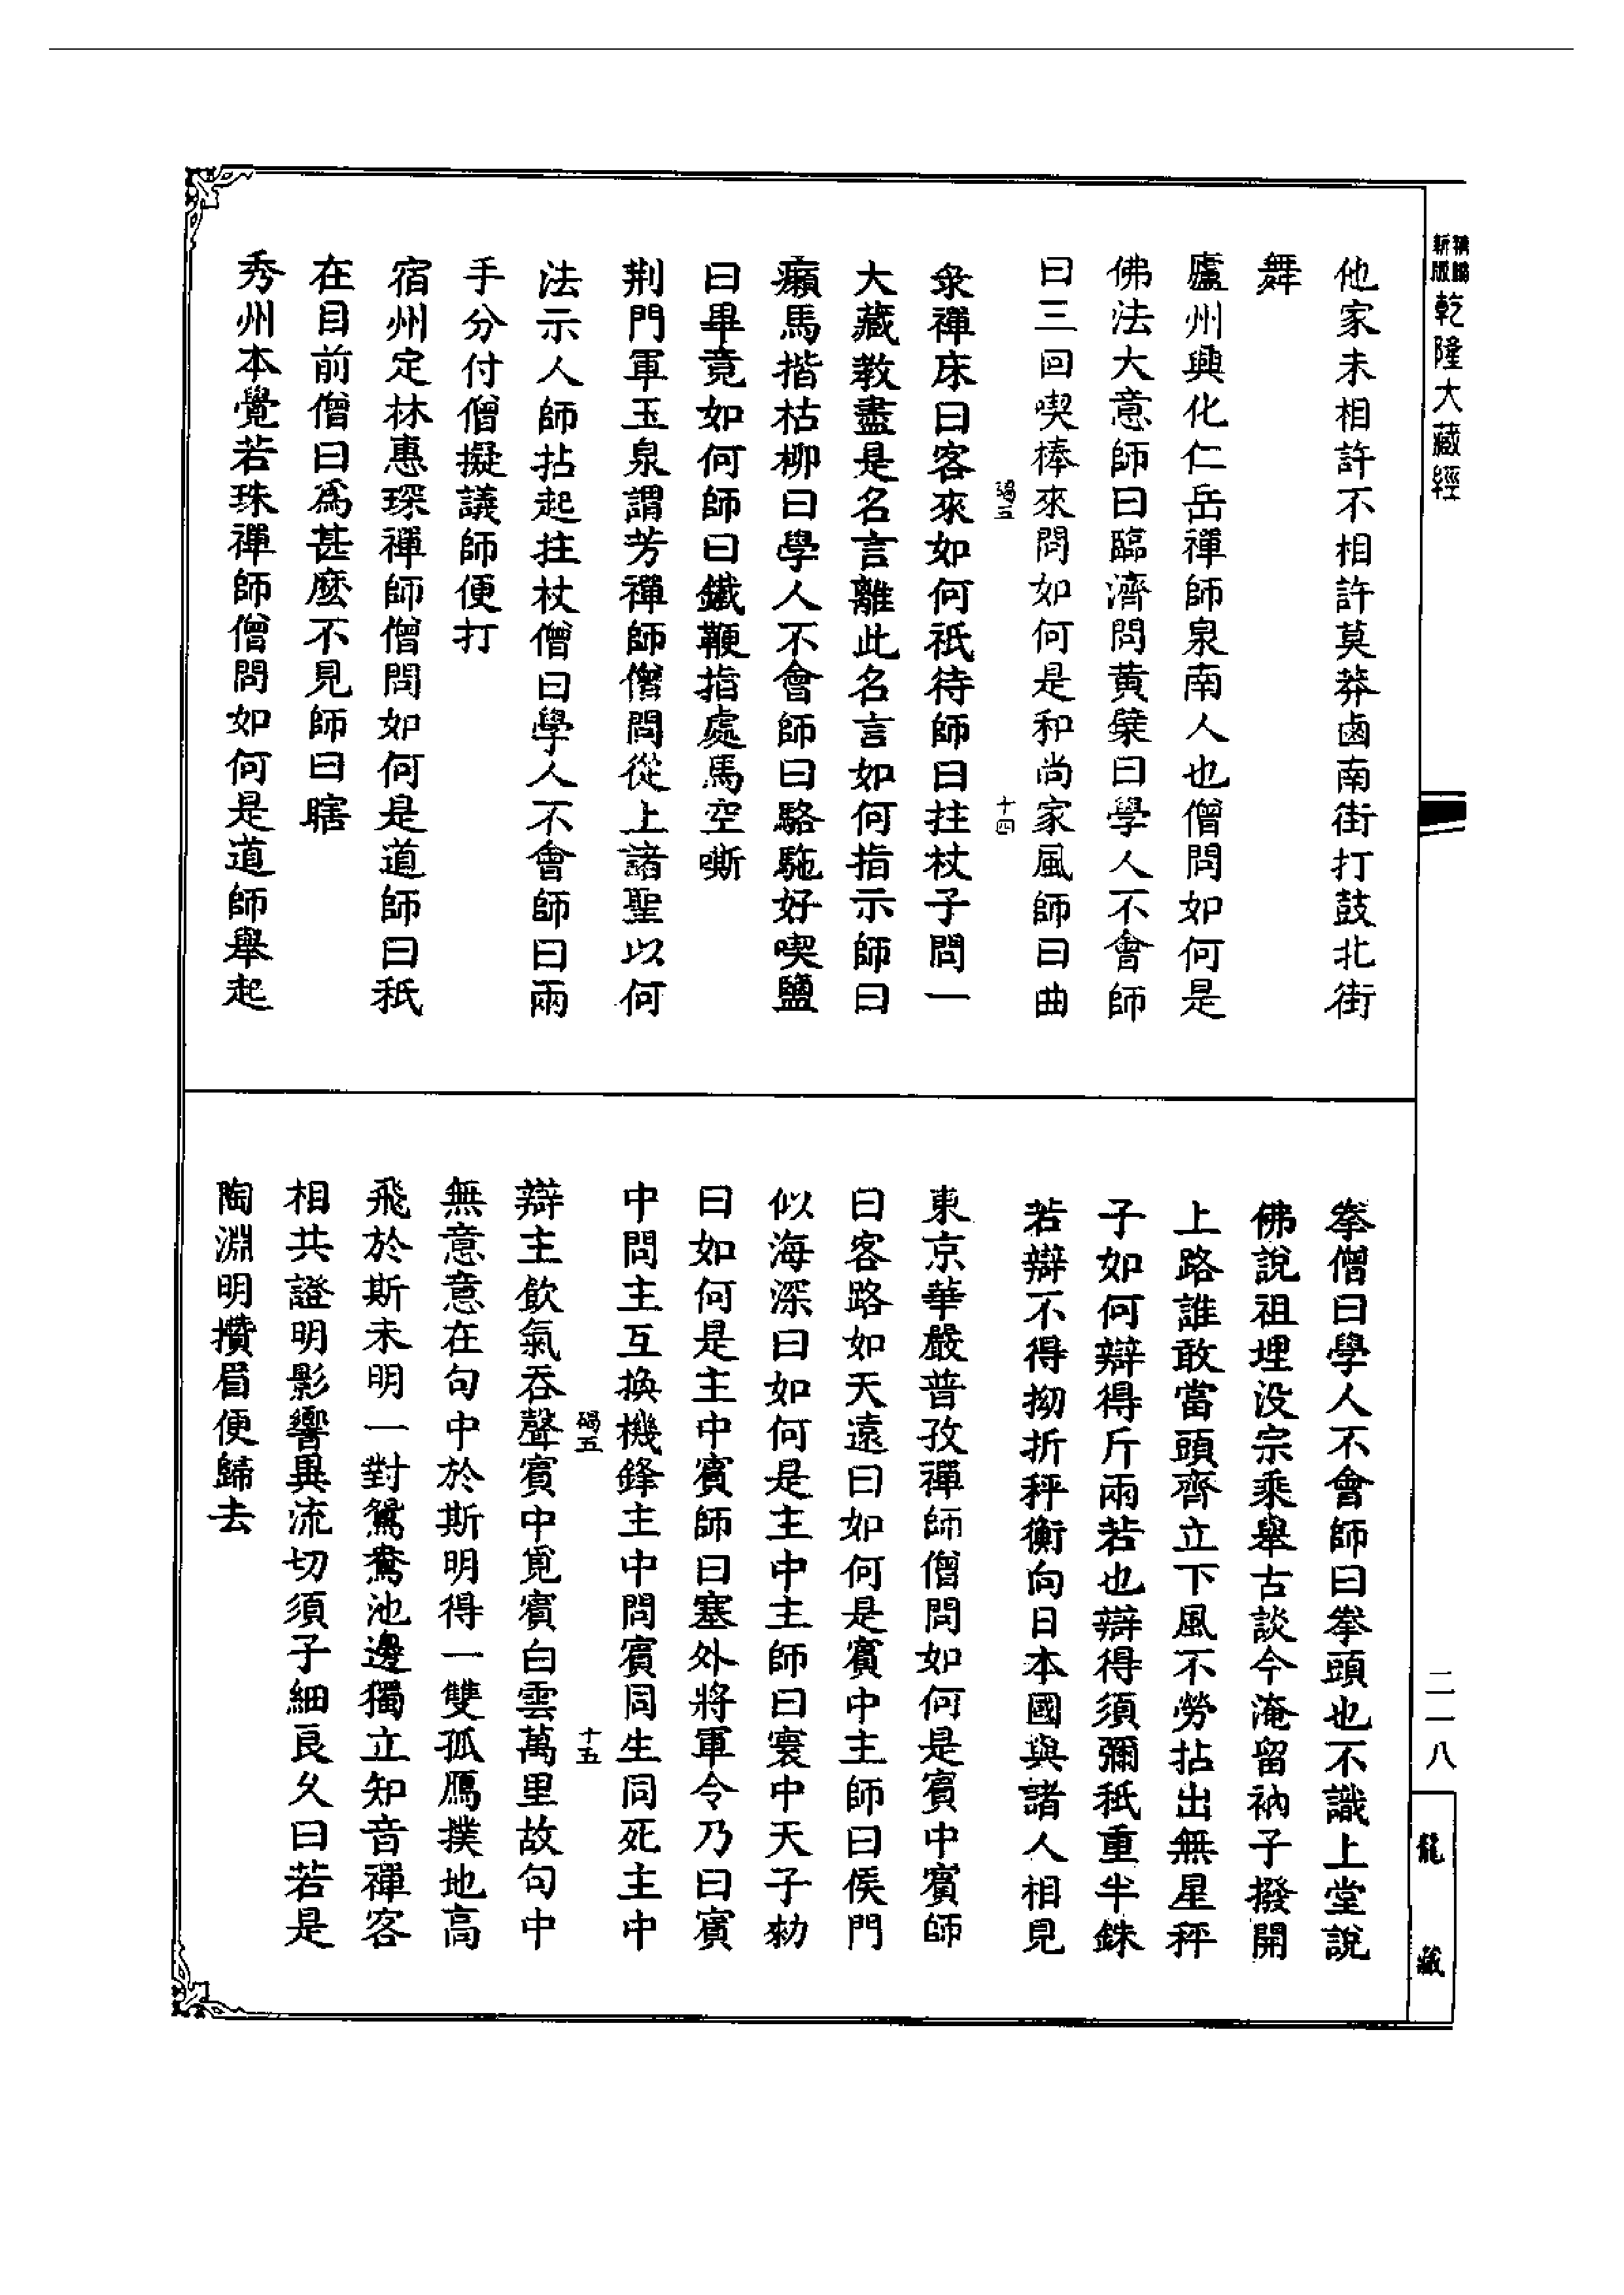 乾隆大藏經
他家未相許不相許莫莽鹵南街打鼓北街
舞
廬州興化仁岳禪師泉南人也僧問如何是
佛法大意師曰臨濟問黃檗曰學人不會師
曰三回喫棒來問如何是和尚家風師曰曲
彔禪床曰客來如何祇待師曰拄杖子問一
大藏教盡是名言離此名言如何指示師曰
癩馬揩枯柳曰學人不會師曰駱駝好喫鹽
曰畢竟如何師曰鐵鞭指處馬空嘶
荆門軍玉泉謂芳禪師僧問從上諸聖以何
法示人師拈起拄杖僧曰學人不會師曰兩
手分付僧擬議師便打
宿州定林惠琛禪師僧問如何是道師曰秖
在目前僧曰爲甚麽不見師曰瞎
秀州本覺若珠禪師僧問如何是道師舉起
拳僧曰學人不會師曰拳頭也不識上堂說
佛說祖埋没宗乘舉古談今淹留衲子撥開
上路誰敢當頭齊立下風不勞拈出無星秤
子如何辯得斤兩若也辯得須彌秖重半銖
若辯不得拗折秤衡向日本國與諸人相見
東京華嚴普孜禪師僧問如何是賓中賓師
曰客路如天遠曰如何是賓中主師曰侯門
似海深曰如何是主中主師曰寰中天子勑
曰如何是主中賓師曰塞外將軍令乃曰賓
中問主互換機鋒主中問賓同生同死主中
辯主飲氣吞聲賓中覓賓白雲萬里故句中
無意意在句中於斯明得一雙孤鴈撲地高
飛於斯未明一對鴛鴦池邊獨立知音禪客
相共證明影響異流切須子細良久曰若是
陶淵明攢眉便歸去
十四
碣五
十五
二一八
龍藏